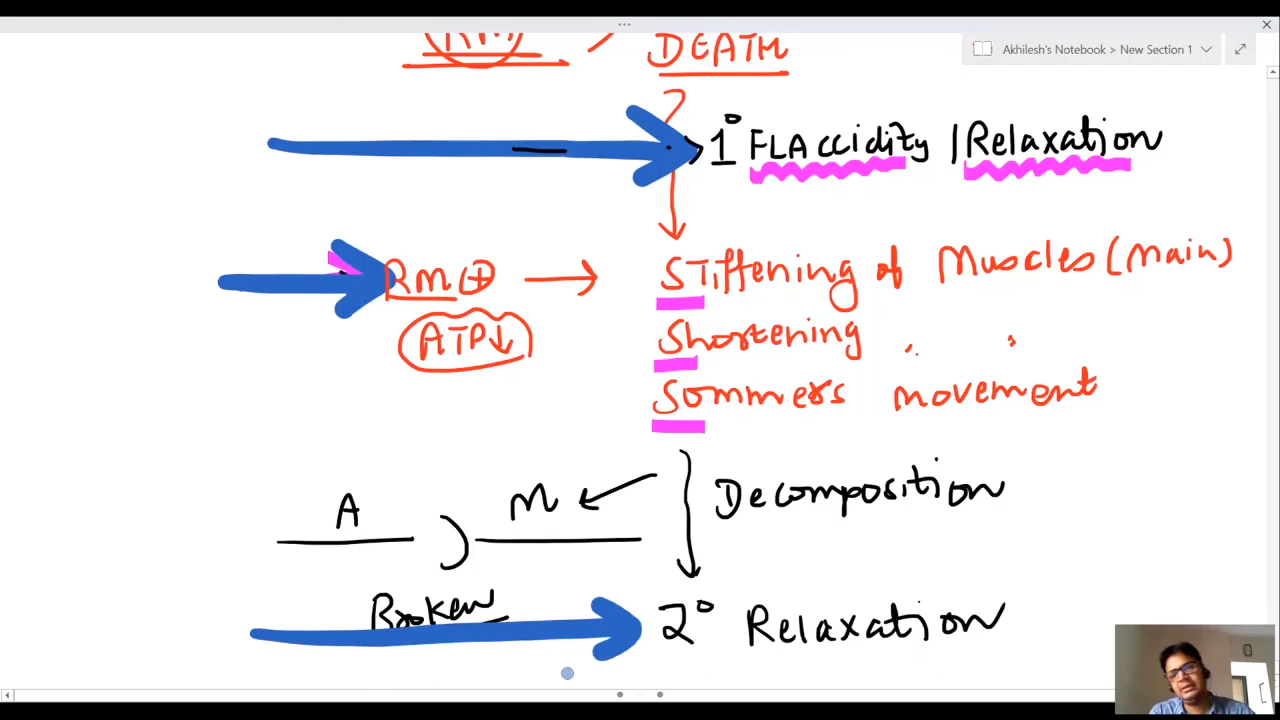 Akhilesh's Notebook > New Section 1
(RM)
DEATH
1° FLAccidity / Relaxation
RM⊕ → STiffening of Muscles (Main)
ATP↓
Shortening " "
Sommers movement
A M
Decomposition
Broken
2° Relaxation